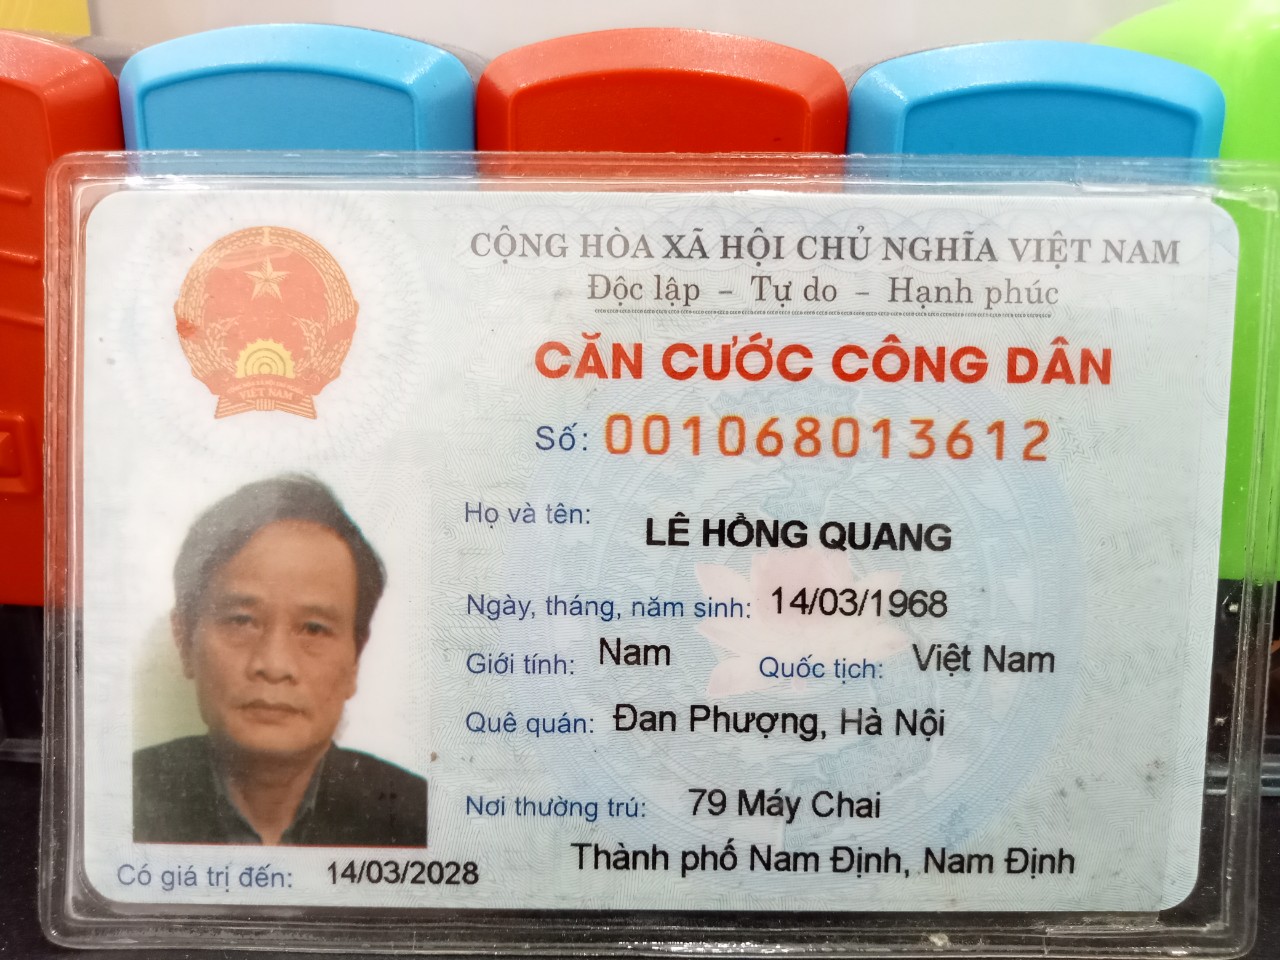 CỘNG HÒA XÃ HỘI CHỦ NGHĨA VIỆT NAM
Độc lập – Tự do – Hạnh phúc
CĂN CƯỚC CÔNG DÂN
Số: 001068013612
Họ và tên: LÊ HỒNG QUANG
Ngày, tháng, năm sinh: 14/03/1968
Giới tính: Nam Quốc tịch: Việt Nam
Quê quán: Đan Phượng, Hà Nội
Nơi thường trú: 79 Máy Chai
Thành phố Nam Định, Nam Định
Có giá trị đến: 14/03/2028
VIỆT NAM